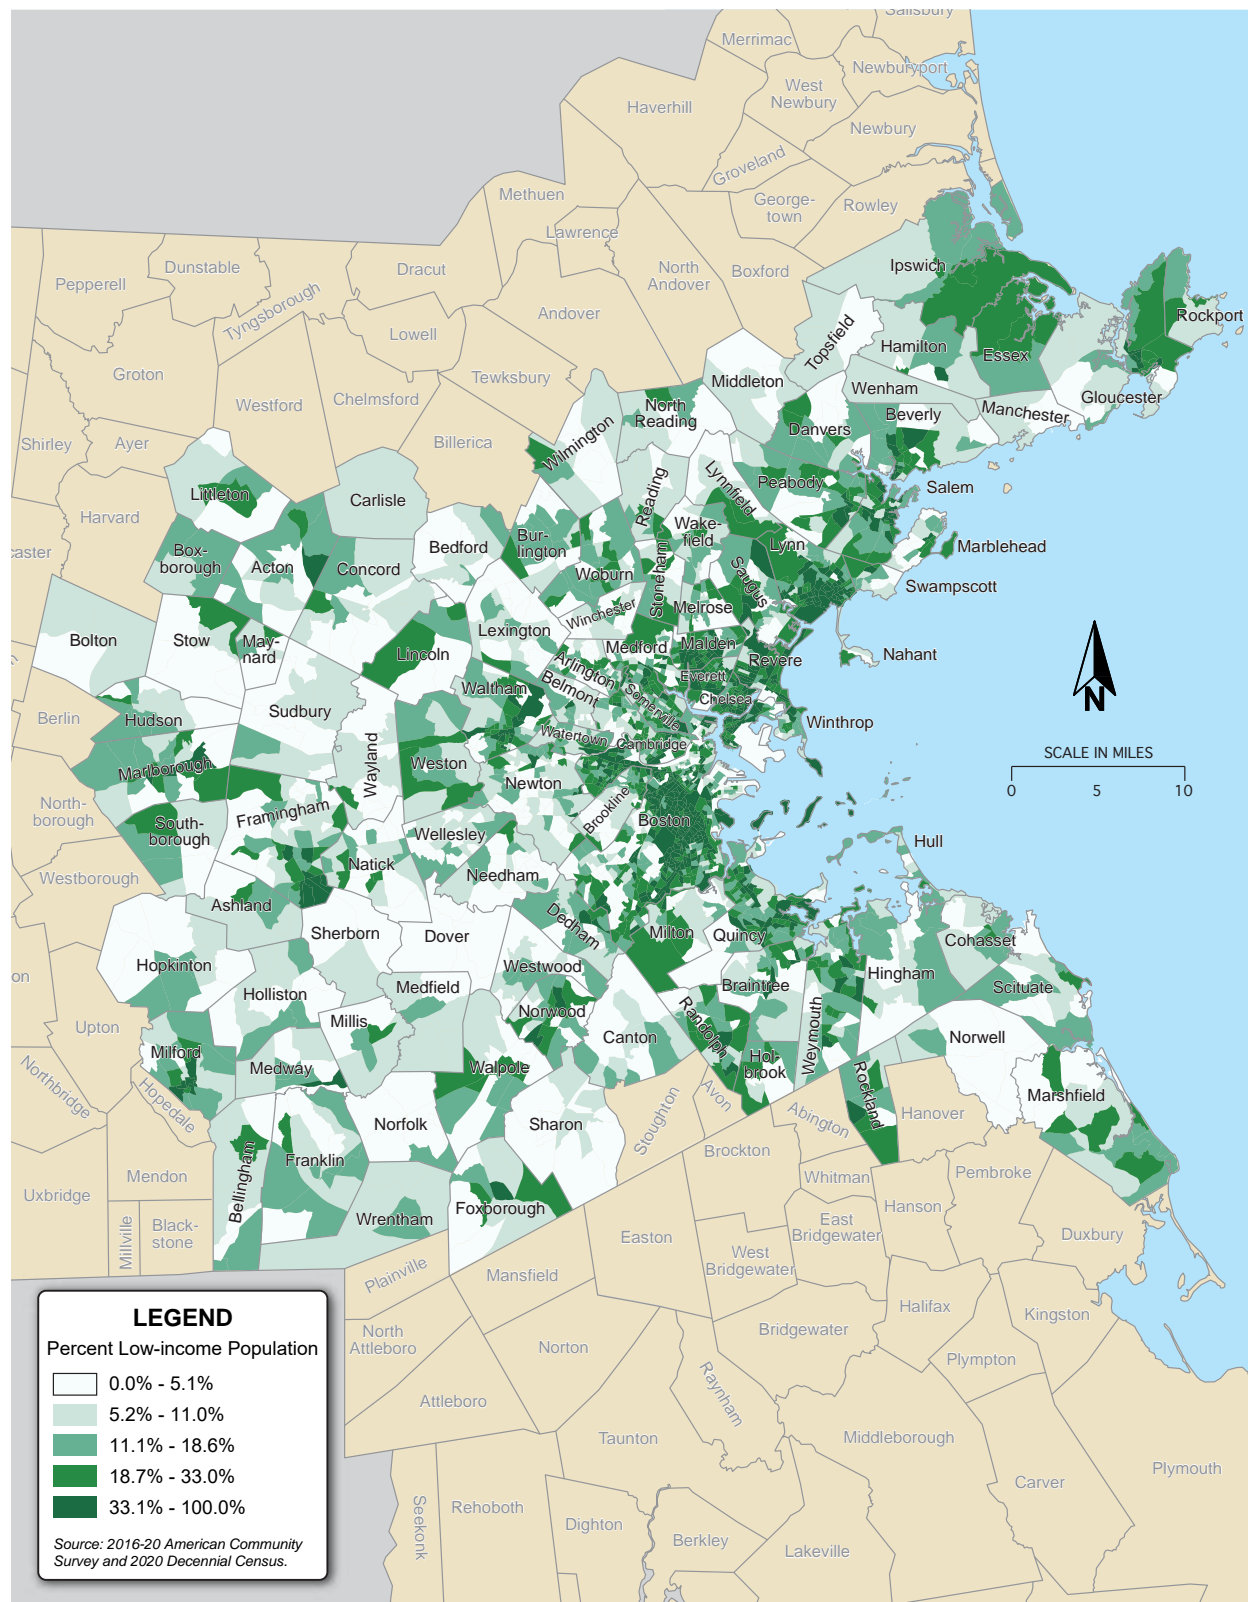 Salisbury
Merrimac
Newburyport
West
Newbury
Haverhill
Newbury
Groveland
Methuen
George-
town
Rowley
Lawrence
Dunstable
Dracut
North
Andover
Boxford
Ipswich
Pepperell
Tyngsborough
Andover
Rockport
Lowell
Topsfield
Hamilton
Essex
Groton
Tewksbury
Middleton
Wenham
Gloucester
Westford
Chelmsford
North
Reading
Beverly
Manchester
Shirley
Ayer
Billerica
Wilmington
Danvers
Littleton
Carlisle
Reading
Lynnfield
Peabody
Salem
Harvard
Wake-
field
Bur-
lington
Bedford
Lynn
Marblehead
caster
Box-
borough
Acton
Concord
Woburn
Stoneham
Saugus
Swampscott
Winchester
Melrose
Bolton
Stow
May-
nard
Lincoln
Lexington
Medford
Malden
Revere
Nahant
N
Arlington
Everett
Belmont
Waltham
Somerville
Chelsea
Berlin
Hudson
Sudbury
Winthrop
Watertown
Cambridge
SCALE IN MILES
0 5 10
Marlborough
Wayland
Weston
Newton
North-
borough
Framingham
Brookline
Boston
South-
borough
Wellesley
Hull
Westborough
Natick
Needham
Ashland
Dedham
Sherborn
Dover
Milton
Quincy
Cohasset
Hopkinton
Westwood
Hingham
on
Holliston
Medfield
Braintree
Scituate
Upton
Millis
Norwood
Canton
Randolph
Weymouth
Norwell
Milford
Medway
Walpole
Hol-
brook
Northbridge
Hopedale
Rockland
Marshfield
Avon
Abington
Hanover
Norfolk
Sharon
Stoughton
Brockton
Franklin
Bellingham
Mendon
Whitman
Pembroke
Uxbridge
Foxborough
Hanson
Wrentham
Millville
Black-
stone
Easton
East
Bridgewater
Duxbury
West
Bridgewater
Plainville
Mansfield
Halifax
Kingston
North
Attleboro
Norton
Bridgewater
Plympton
Raynham
Attleboro
Taunton
Middleborough
Carver
Plymouth
Seekonk
Rehoboth
Dighton
Berkley
Lakeville
LEGEND
Percent Low-income Population
0.0% - 5.1%
5.2% - 11.0%
11.1% - 18.6%
18.7% - 33.0%
33.1% - 100.0%
Source: 2016-20 American Community
Survey and 2020 Decennial Census.